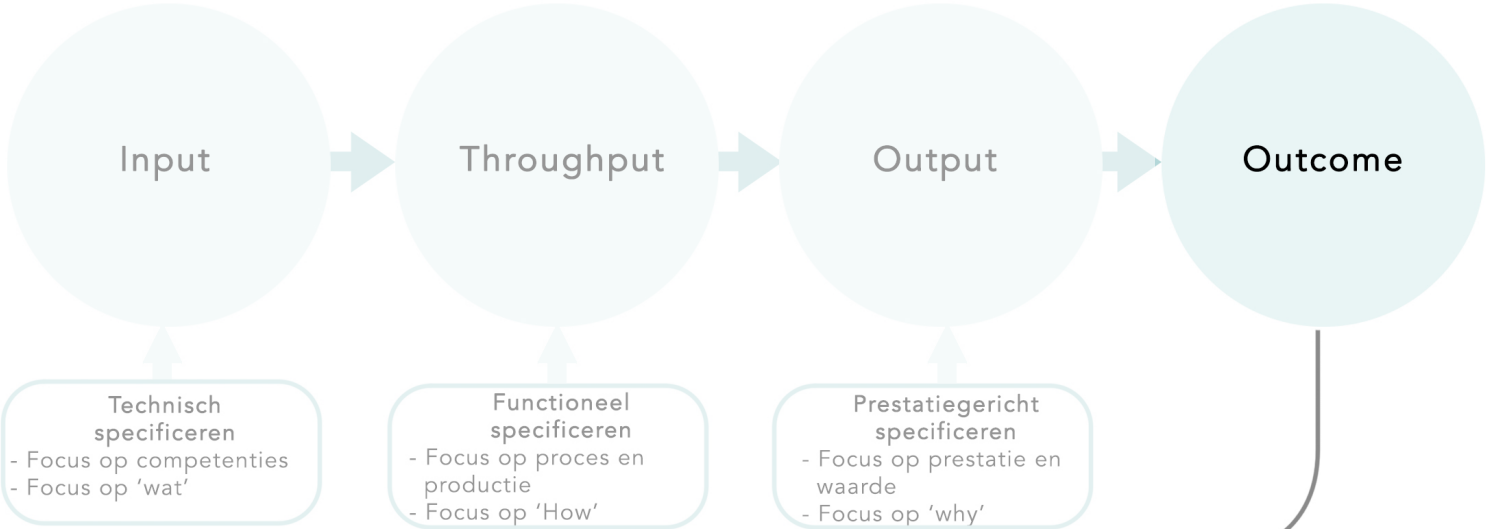 Input
Throughput
Output
Outcome
Technisch
specificeren
- Focus op competenties
- Focus op ‘wat’
Functioneel
specificeren
- Focus op proces en
productie
- Focus op ‘How’
Prestatiegericht
specificeren
- Focus op prestatie en
waarde
- Focus op ‘why’